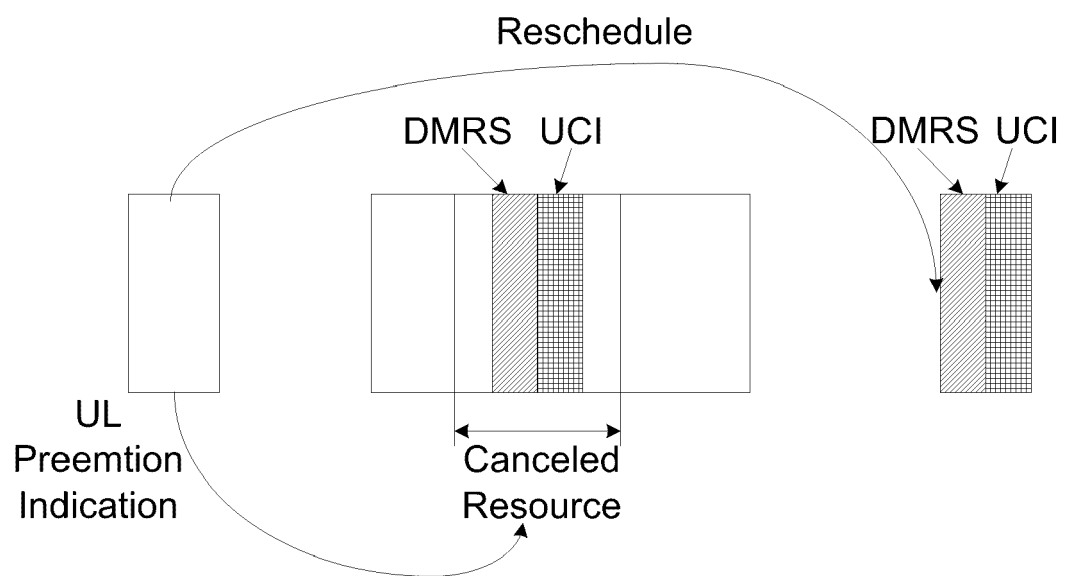 Reschedule
DMRS UCI
DMRS UCI
UL
Preemtion
Indication
Canceled
Resource